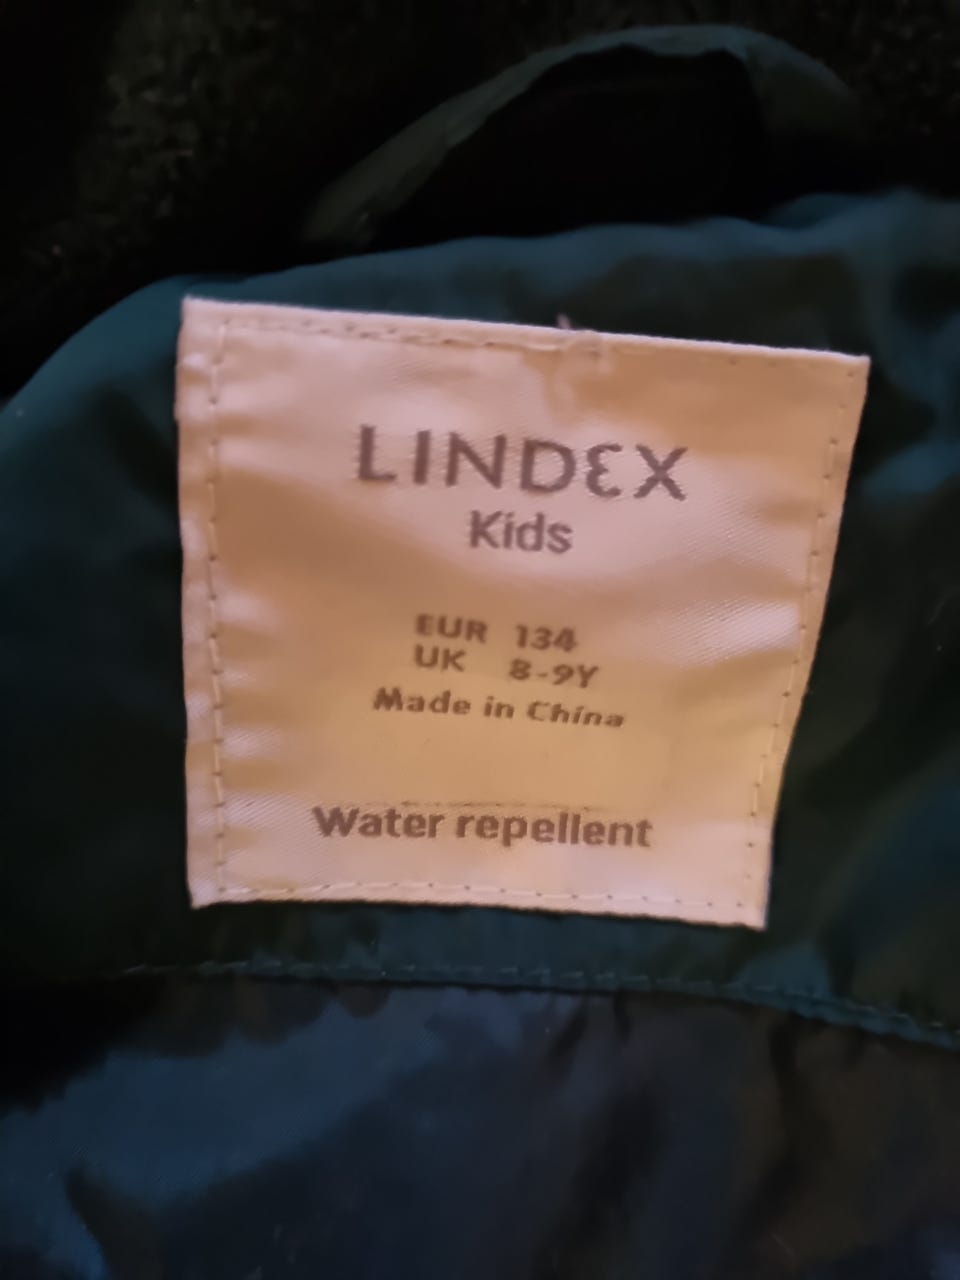 LINDEX
Kids
EUR 134
UK 8-9Y
Made in China
Water repellent